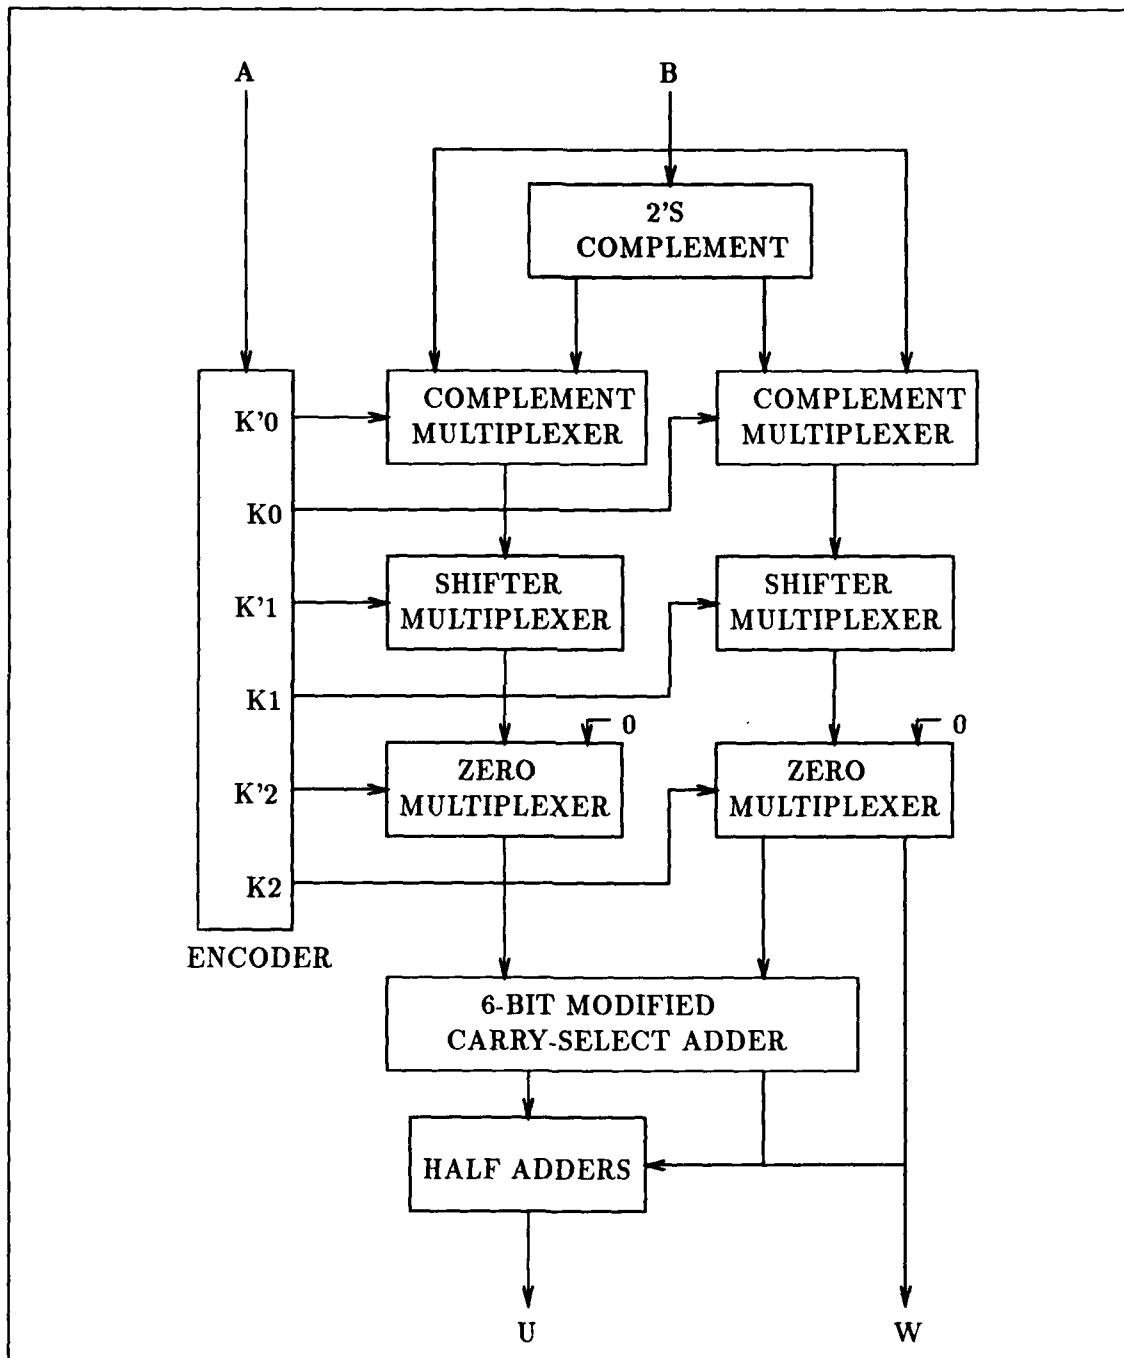 A
B
2'S
COMPLEMENT
K'0
COMPLEMENT
MULTIPLEXER
COMPLEMENT
MULTIPLEXER
K0
K'1
SHIFTER
MULTIPLEXER
SHIFTER
MULTIPLEXER
K1
0
0
K'2
ZERO
MULTIPLEXER
ZERO
MULTIPLEXER
K2
ENCODER
6-BIT MODIFIED
CARRY-SELECT ADDER
HALF ADDERS
U
W